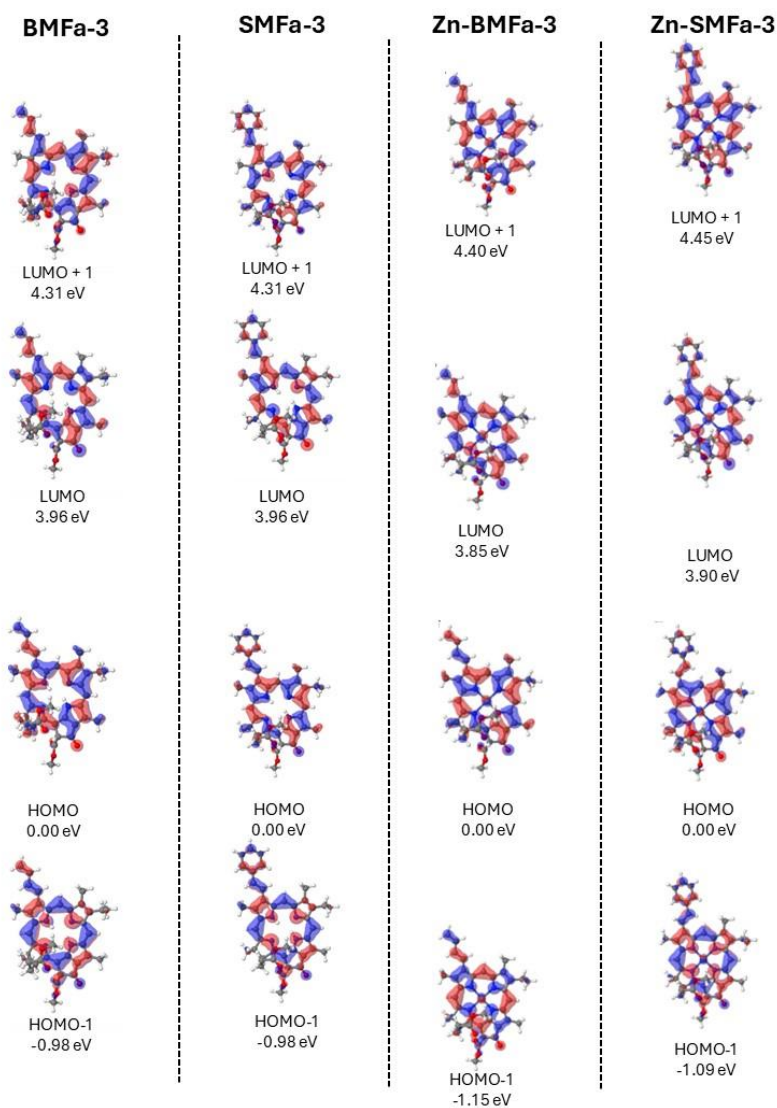 BMFa-3
SMFa-3
Zn-BMFa-3
Zn-SMFa-3
LUMO + 1
4.31 eV
LUMO + 1
4.31 eV
LUMO + 1
4.40 eV
LUMO + 1
4.45 eV
LUMO
3.96 eV
LUMO
3.96 eV
LUMO
3.85 eV
LUMO
3.90 eV
HOMO
0.00 eV
HOMO
0.00 eV
HOMO
0.00 eV
HOMO
0.00 eV
HOMO-1
-0.98 eV
HOMO-1
-0.98 eV
HOMO-1
-1.15 eV
HOMO-1
-1.09 eV